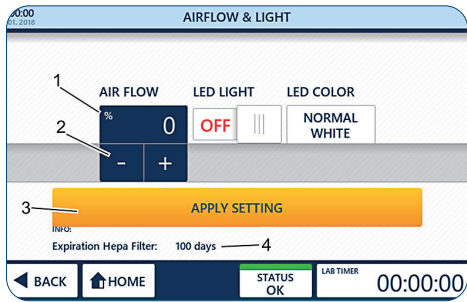 00:00
01, 2018
AIRFLOW & LIGHT
1
AIR FLOW
LED LIGHT
LED COLOR
%
0
OFF
NORMAL
WHITE
2
-
+
3
APPLY SETTING
INFO:
Expiration Hepa Filter: 100 days
4
BACK
HOME
STATUS
OK
LAB TIMER
00:00:00